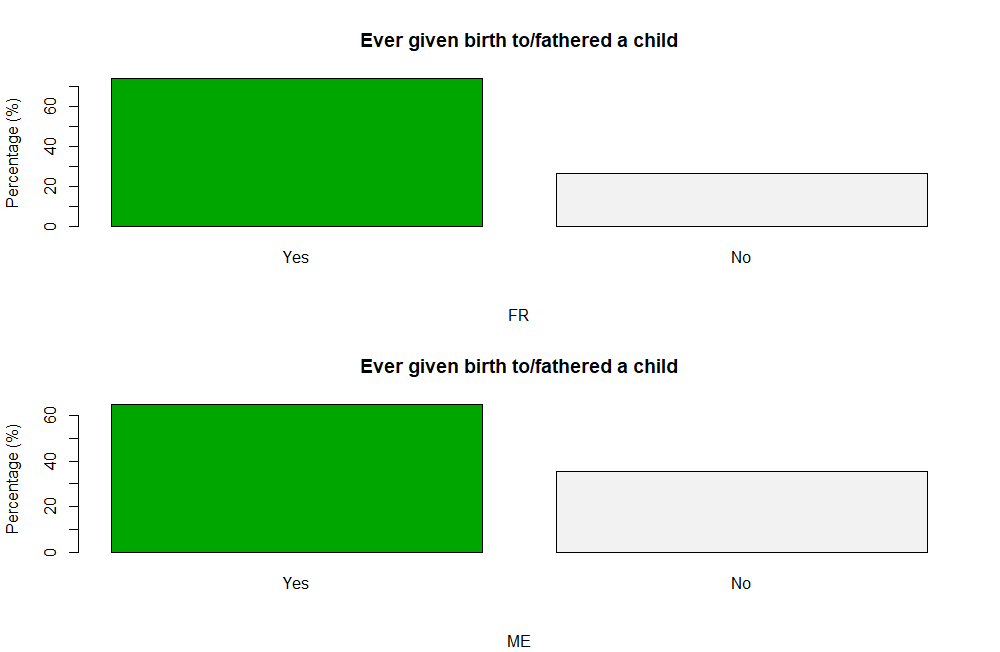 Ever given birth to/fathered a child
Percentage (%)
60
40
20
0
Yes No
FR
Ever given birth to/fathered a child
Percentage (%)
60
40
20
0
Yes No
ME